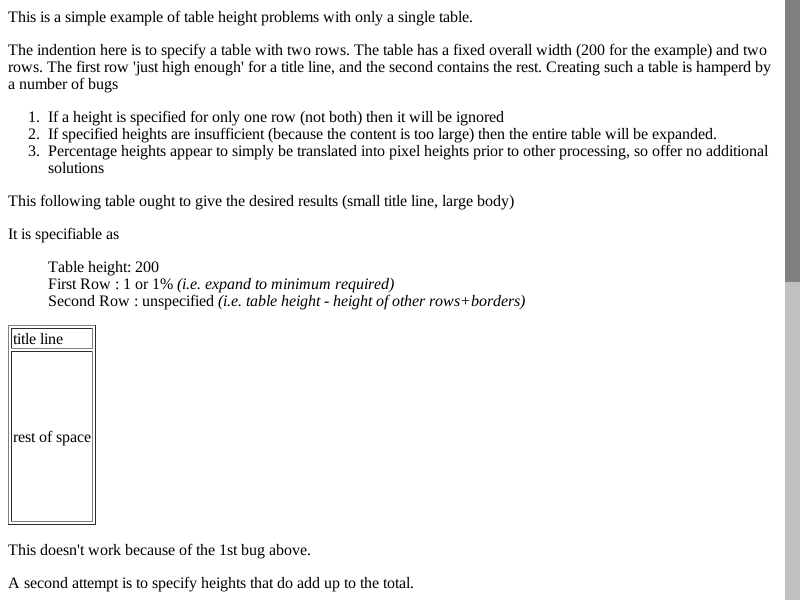 This is a simple example of table height problems with only a single table.
The indention here is to specify a table with two rows. The table has a fixed overall width (200 for the example) and two
rows. The first row 'just high enough' for a title line, and the second contains the rest. Creating such a table is hamperd by
a number of bugs
1. If a height is specified for only one row (not both) then it will be ignored
2. If specified heights are insufficient (because the content is too large) then the entire table will be expanded.
3. Percentage heights appear to simply be translated into pixel heights prior to other processing, so offer no additional
solutions
This following table ought to give the desired results (small title line, large body)
It is specifiable as
Table height: 200
First Row : 1 or 1% (i.e. expand to minimum required)
Second Row : unspecified (i.e. table height - height of other rows+borders)
title line
rest of space
This doesn't work because of the 1st bug above.
A second attempt is to specify heights that do add up to the total.